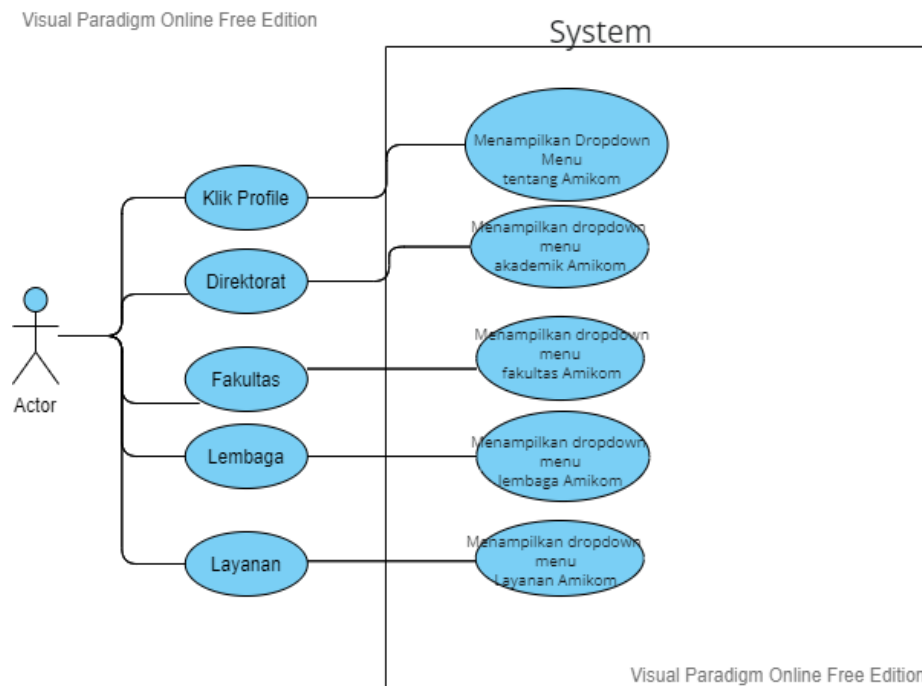 Visual Paradigm Online Free Edition
System
Menampilkan Dropdown
Menu
tentang Amikom
Klik Profile
Menampilkan dropdown
menu
akademik Amikom
Direktorat
Menampilkan dropdown
menu
fakultas Amikom
Fakultas
Actor
Menampilkan dropdown
menu
lembaga Amikom
Lembaga
Menampilkan dropdown
menu
Layanan Amikom
Layanan
Visual Paradigm Online Free Edition